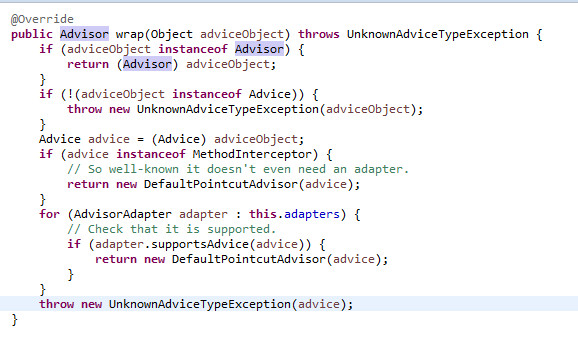 @Override
public Advisor wrap(Object adviceObject) throws UnknownAdviceTypeException {
    if (adviceObject instanceof Advisor) {
        return (Advisor) adviceObject;
    }
    if (!(adviceObject instanceof Advice)) {
        throw new UnknownAdviceTypeException(adviceObject);
    }
    Advice advice = (Advice) adviceObject;
    if (advice instanceof MethodInterceptor) {
        // So well-known it doesn't even need an adapter.
        return new DefaultPointcutAdvisor(advice);
    }
    for (AdvisorAdapter adapter : this.adapters) {
        // Check that it is supported.
        if (adapter.supportsAdvice(advice)) {
            return new DefaultPointcutAdvisor(advice);
        }
    }
    throw new UnknownAdviceTypeException(advice);
}